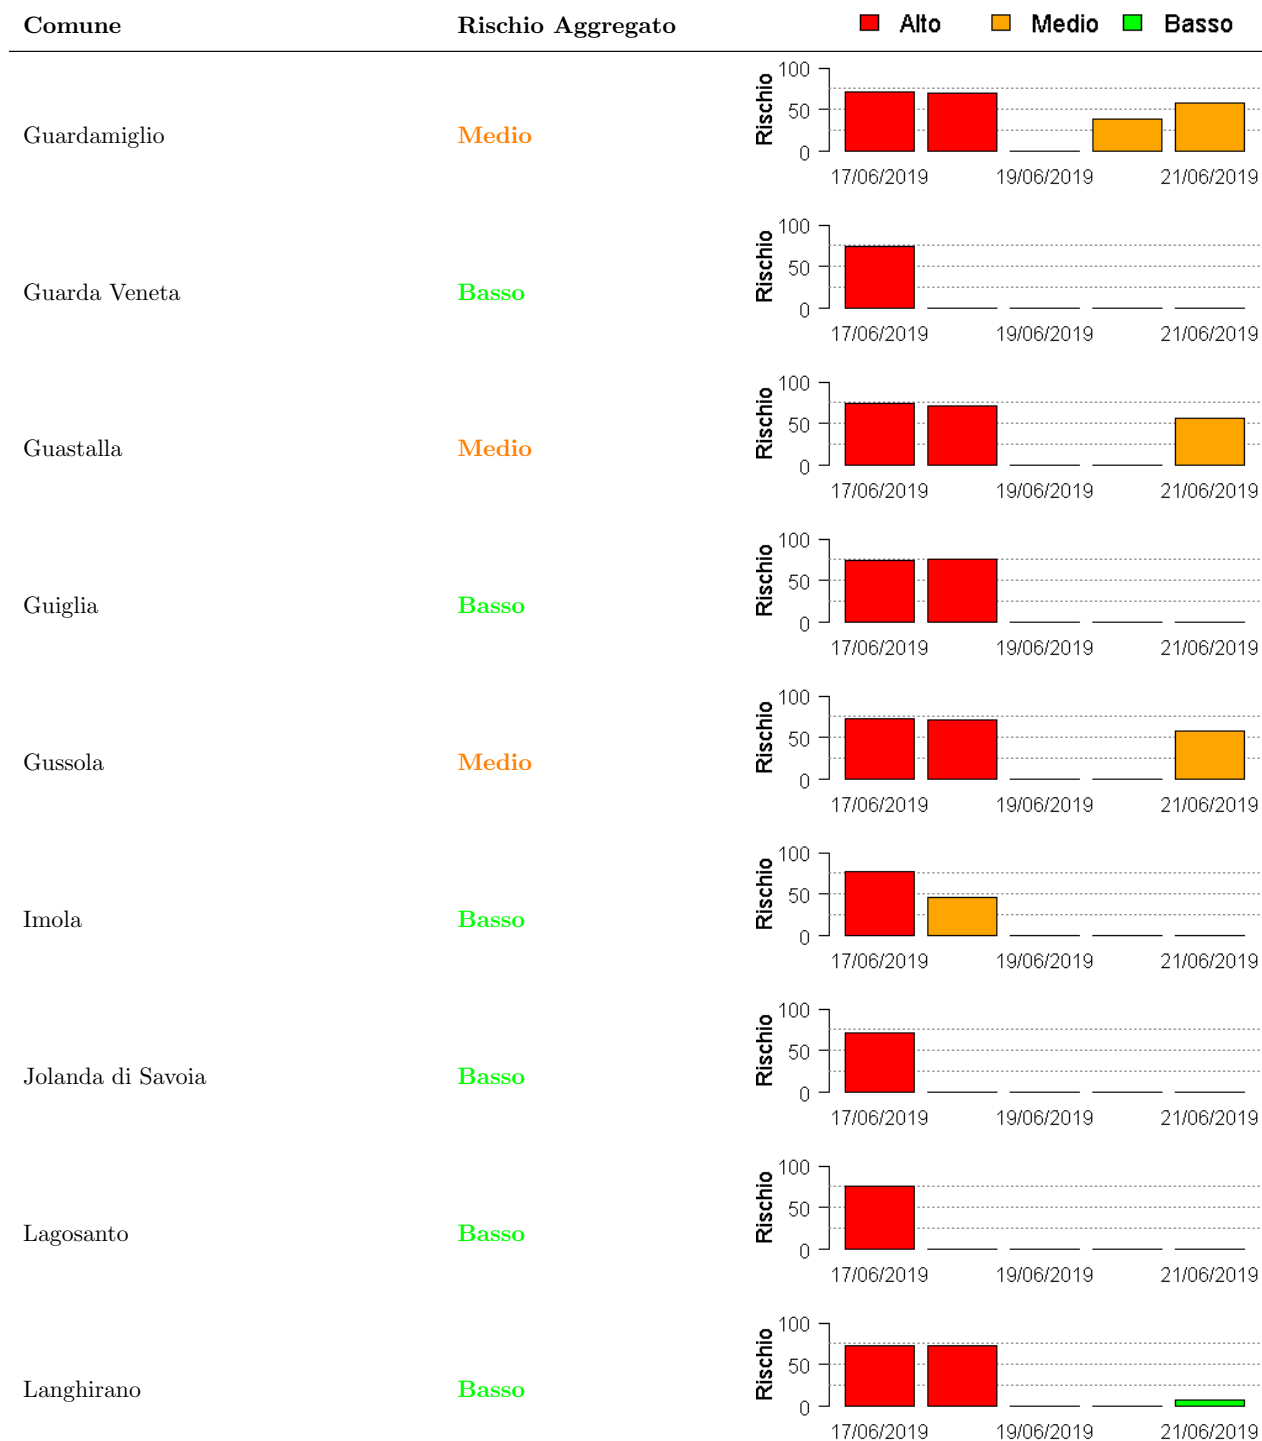 Comune Rischio Aggregato Alto Medio Basso
Guardamiglio Medio
Rischio
100
50
0
17/06/2019 19/06/2019 21/06/2019
Guarda Veneta Basso
Rischio
100
50
0
17/06/2019 19/06/2019 21/06/2019
Guastalla Medio
Rischio
100
50
0
17/06/2019 19/06/2019 21/06/2019
Guiglia Basso
Rischio
100
50
0
17/06/2019 19/06/2019 21/06/2019
Gussola Medio
Rischio
100
50
0
17/06/2019 19/06/2019 21/06/2019
Imola Basso
Rischio
100
50
0
17/06/2019 19/06/2019 21/06/2019
Jolanda di Savoia Basso
Rischio
100
50
0
17/06/2019 19/06/2019 21/06/2019
Lagosanto Basso
Rischio
100
50
0
17/06/2019 19/06/2019 21/06/2019
Langhirano Basso
Rischio
100
50
0
17/06/2019 19/06/2019 21/06/2019